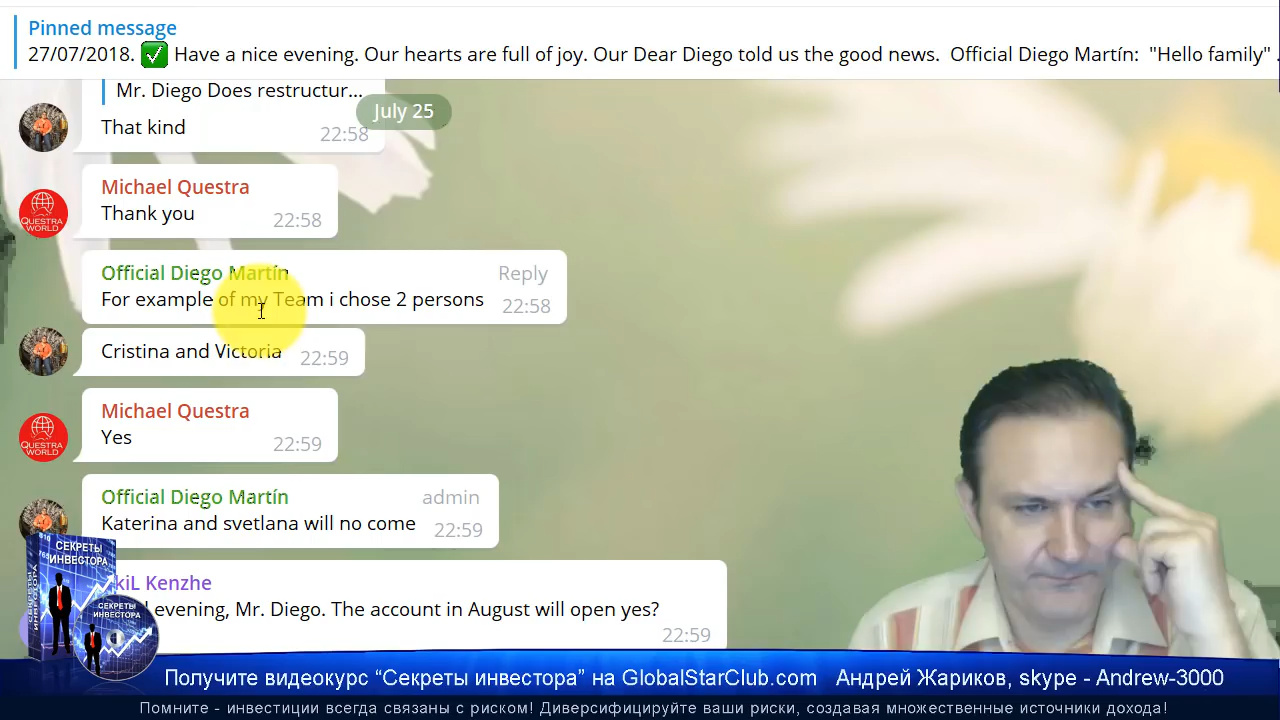 Pinned message
27/07/2018. ✅ Have a nice evening. Our hearts are full of joy. Our Dear Diego told us the good news. Official Diego Martín: "Hello family" .
Mr. Diego Does restructur...
July 25
That kind 22:58
Michael Questra
Thank you 22:58
QUESTRA
WORLD
Official Diego Martín Reply
For example of my Team i chose 2 persons 22:58
Cristina and Victoria 22:59
Michael Questra
Yes 22:59
QUESTRA
WORLD
Official Diego Martín admin
Katerina and svetlana will no come 22:59
kiL Kenzhe
evening, Mr. Diego. The account in August will open yes?
22:59
СЕКРЕТЫ
ИНВЕСТОРА
СЕКРЕТЫ
ИНВЕСТОРА
Получите видеокурс “Секреты инвестора” на GlobalStarClub.com Андрей Жариков, skype - Andrew-3000
Помните - инвестиции всегда связаны с риском! Диверсифицируйте ваши риски, создавая множественные источники дохода!